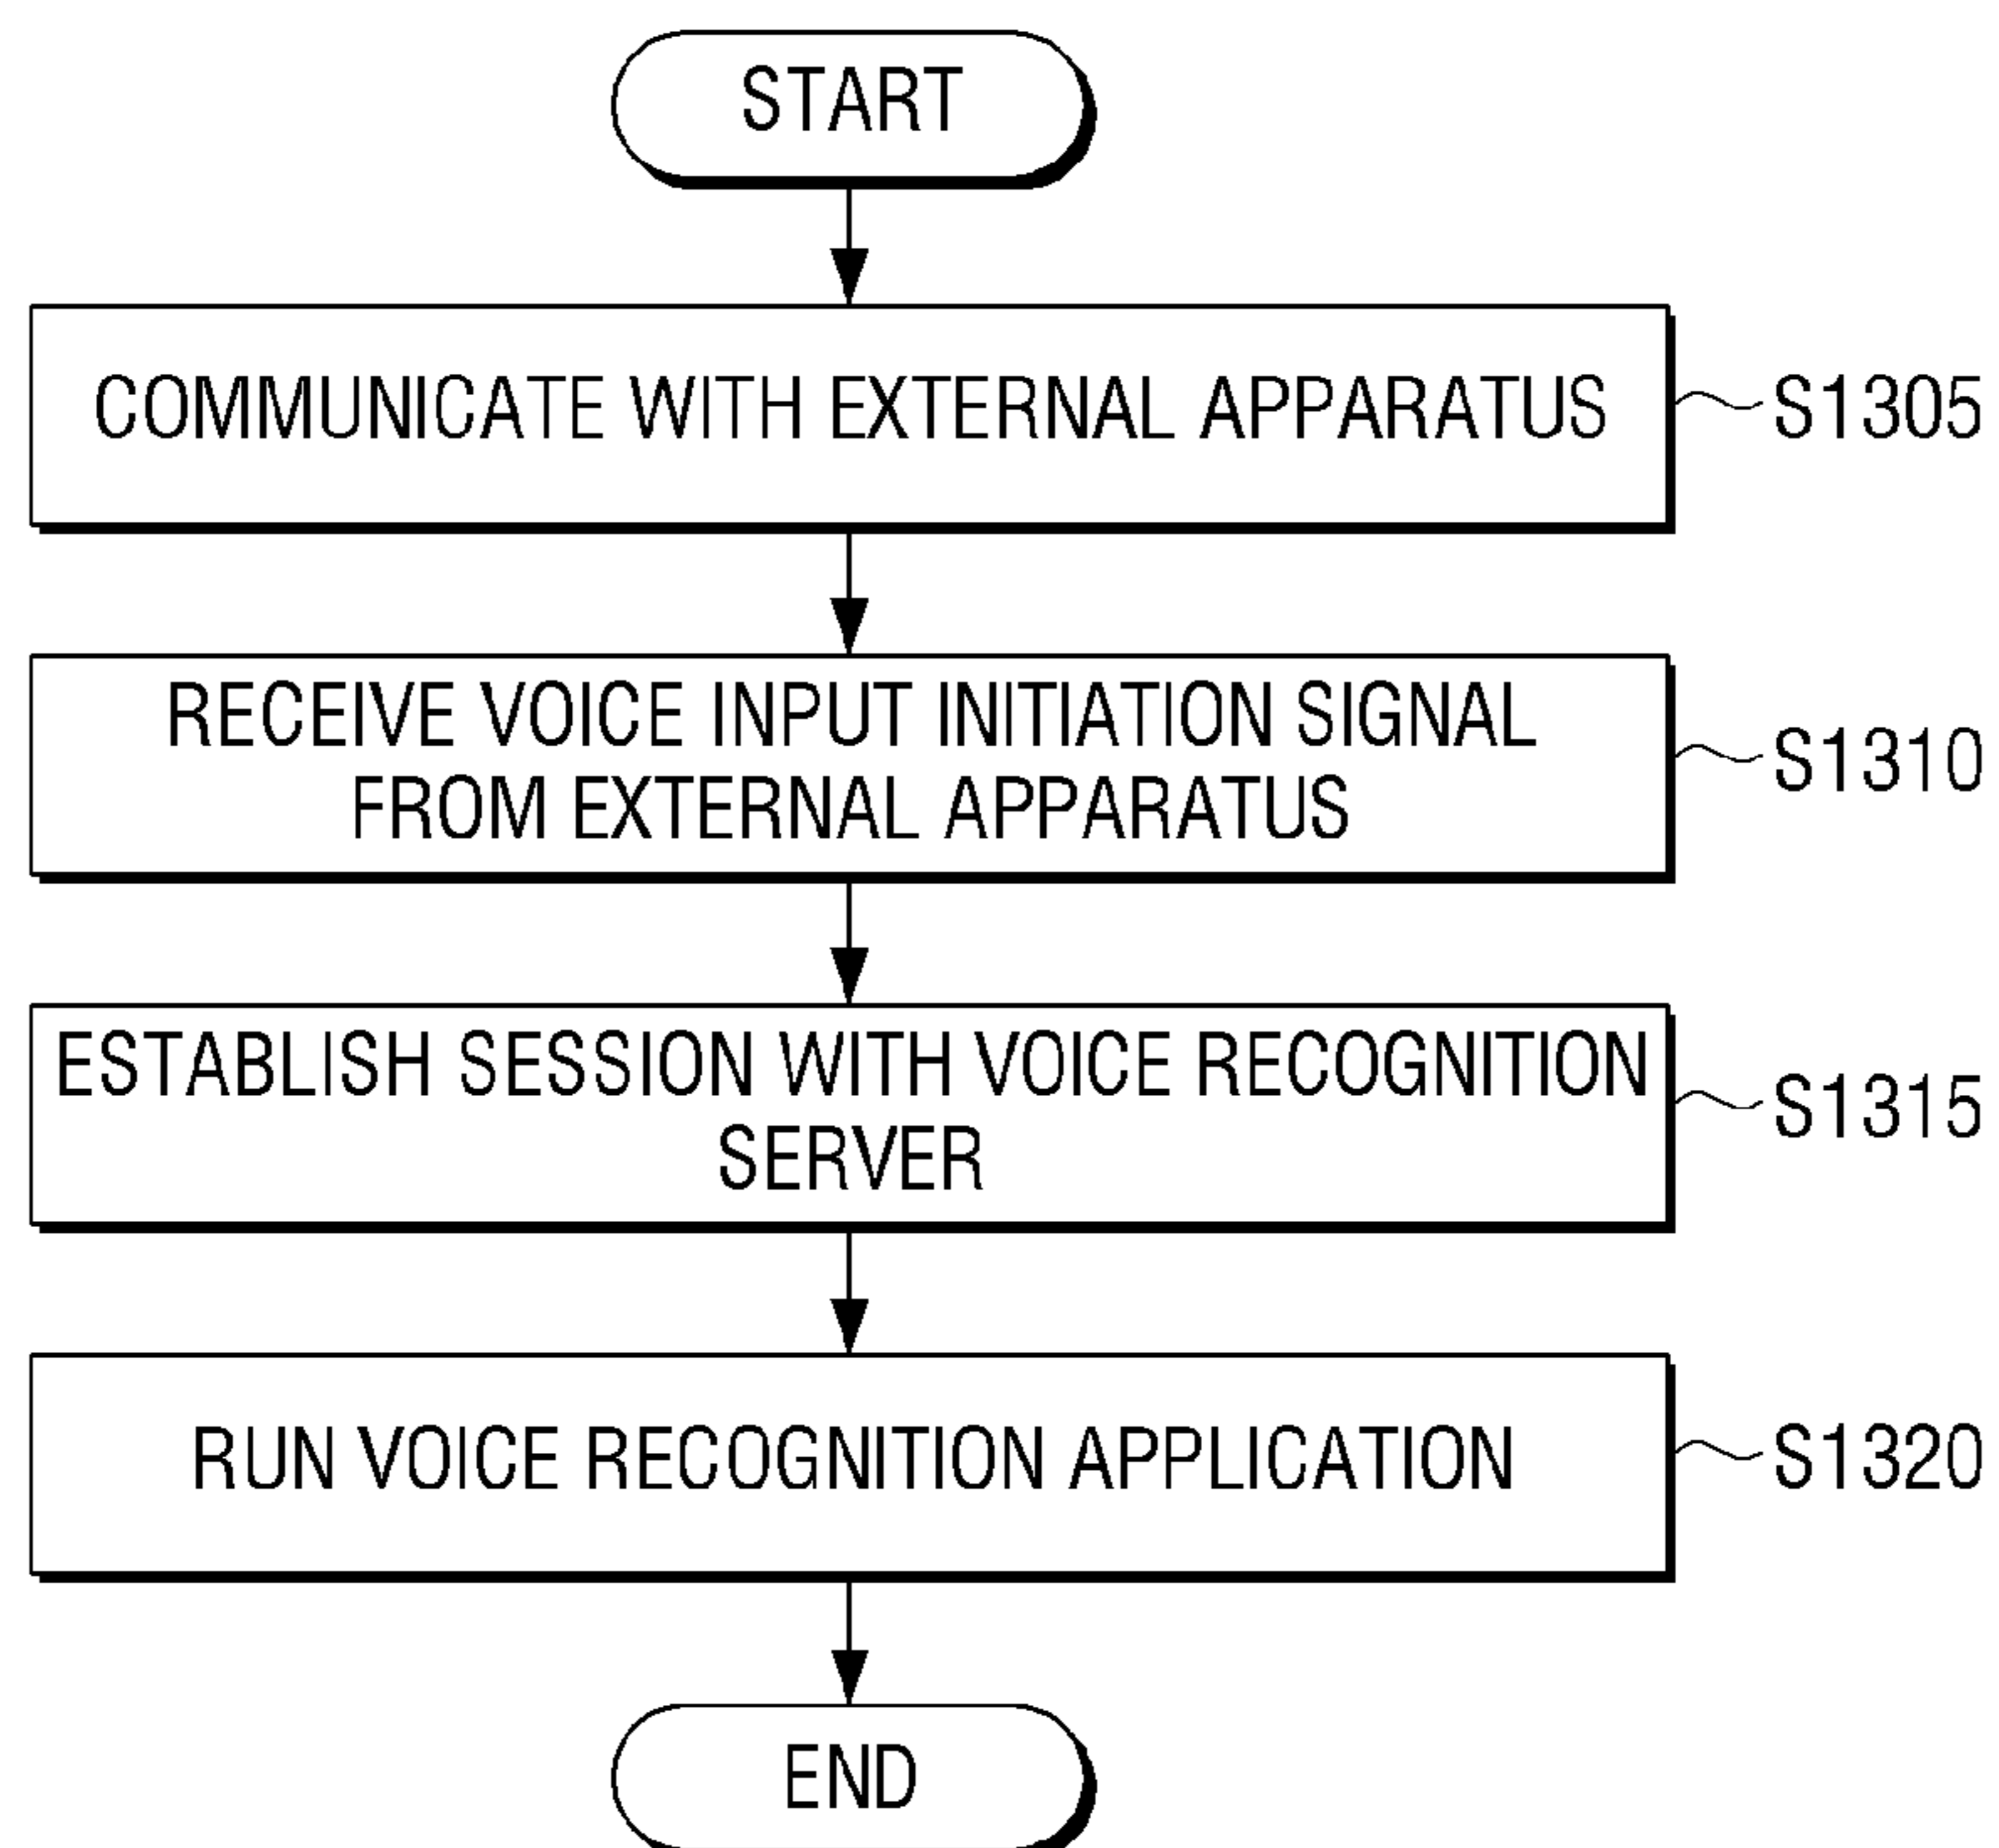 START
COMMUNICATE WITH EXTERNAL APPARATUS
S1305
RECEIVE VOICE INPUT INITIATION SIGNAL
FROM EXTERNAL APPARATUS
S1310
ESTABLISH SESSION WITH VOICE RECOGNITION
SERVER
S1315
RUN VOICE RECOGNITION APPLICATION
S1320
END